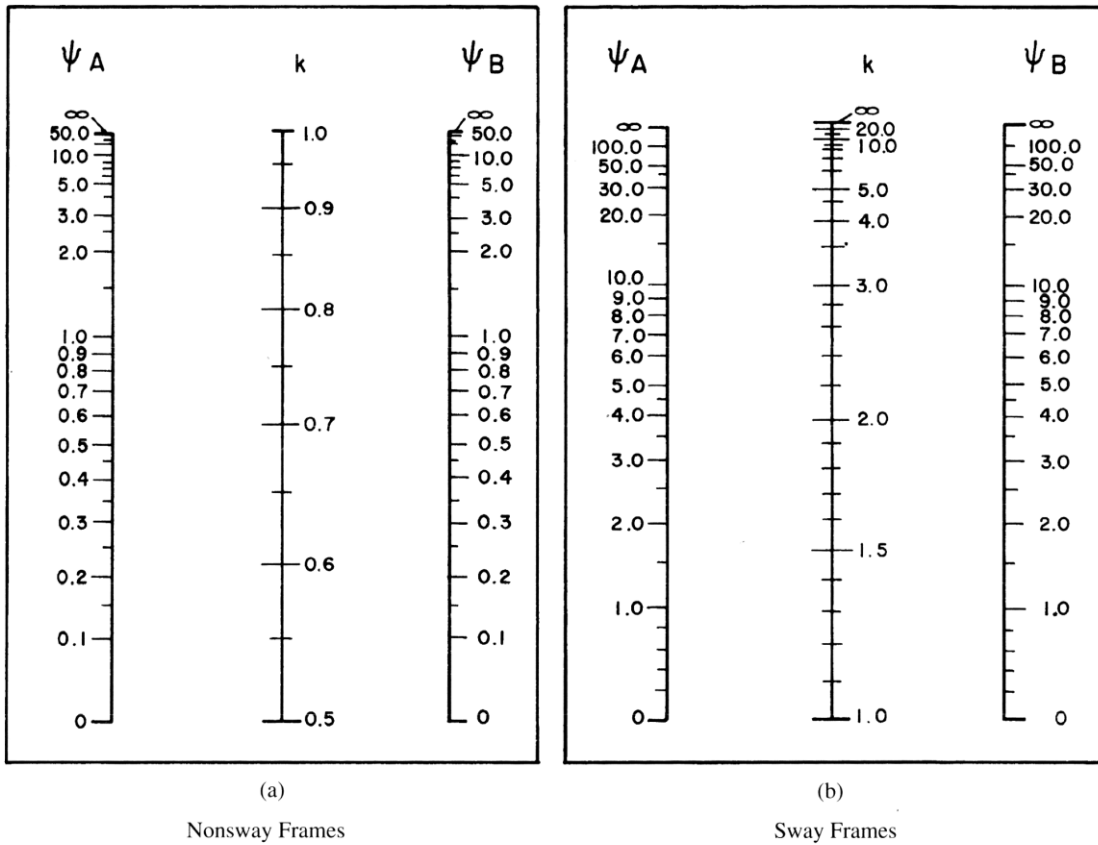 ψA k ψB
∞ ∞
50.0 1.0 50.0
10.0 10.0
5.0 5.0
0.9
3.0 3.0
2.0 2.0
0.8
1.0 1.0
0.9 0.9
0.8 0.8
0.7 0.7
0.6 0.6
0.7
0.5 0.5
0.4 0.4
0.3 0.3
0.6
0.2 0.2
0.1 0.1
0 0.5 0
(a)
Nonsway Frames
ψA k ψB
∞ ∞ ∞
20.0
100.0 10.0 100.0
50.0 50.0
30.0 5.0 30.0
20.0 4.0 20.0
10.0 3.0 10.0
9.0 9.0
8.0 8.0
7.0 7.0
6.0 6.0
5.0 5.0
4.0 2.0 4.0
3.0 3.0
2.0 2.0
1.5
1.0 1.0
0 1.0 0
(b)
Sway Frames